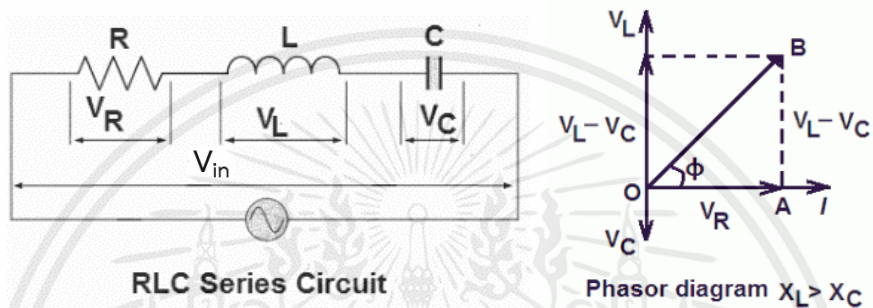 R L C
V_R V_L V_C
V_in
RLC Series Circuit
V_L
B
V_L – V_C V_L – V_C
ϕ
O V_R A I
V_C
Phasor diagram X_L > X_C